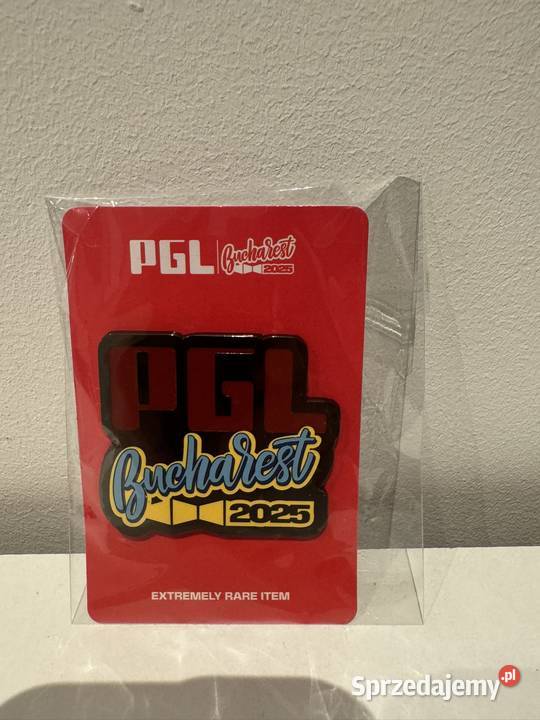 PGL Bucharest 2025
PGL
Bucharest
2025
EXTREMELY RARE ITEM
Sprzedajemy.pl